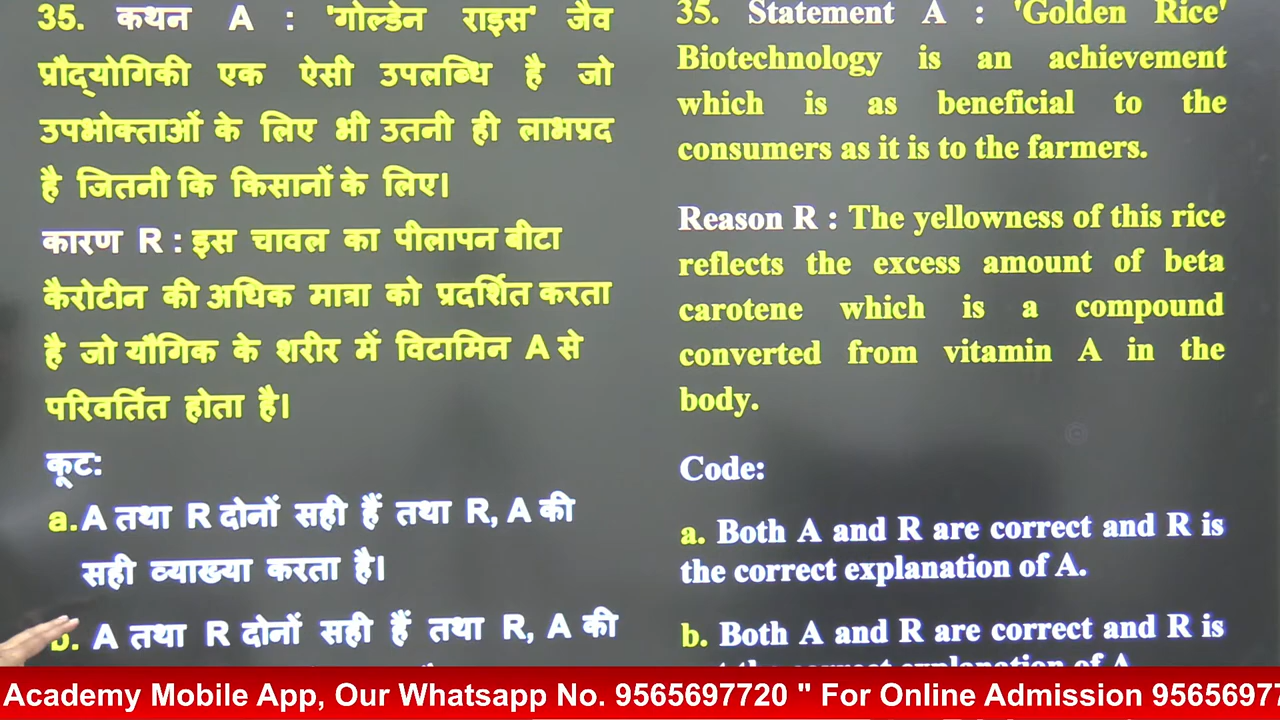 35. कथन A : 'गोल्डेन राइस' जैव
प्रौद्योगिकी एक ऐसी उपलब्धि है जो
उपभोक्ताओं के लिए भी उतनी ही लाभप्रद
है जितनी कि किसानों के लिए।
कारण R : इस चावल का पीलापन बीटा
कैरोटीन की अधिक मात्रा को प्रदर्शित करता
है जो यौगिक के शरीर में विटामिन A से
परिवर्तित होता है।
कूट:
a. A तथा R दोनों सही हैं तथा R, A की
सही व्याख्या करता है।
b. A तथा R दोनों सही हैं तथा R, A की
35. Statement A : 'Golden Rice'
Biotechnology is an achievement
which is as beneficial to the
consumers as it is to the farmers.
Reason R : The yellowness of this rice
reflects the excess amount of beta
carotene which is a compound
converted from vitamin A in the
body.
Code:
a. Both A and R are correct and R is
the correct explanation of A.
b. Both A and R are correct and R is
the correct explanation of A
Academy Mobile App, Our Whatsapp No. 9565697720 " For Online Admission 95656977